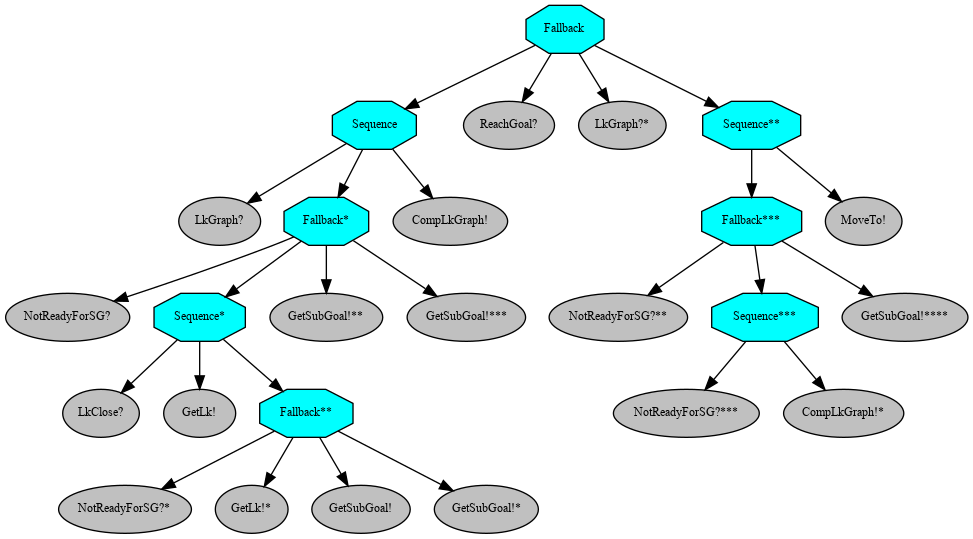 Fallback
Sequence
ReachGoal?
LkGraph?*
Sequence**
LkGraph?
Fallback*
CompLkGraph!
Fallback***
MoveTo!
NotReadyForSG?
Sequence*
GetSubGoal!**
GetSubGoal!***
NotReadyForSG?**
Sequence***
GetSubGoal!****
LkClose?
GetLk!
Fallback**
NotReadyForSG?***
CompLkGraph!*
NotReadyForSG?*
GetLk!*
GetSubGoal!
GetSubGoal!*